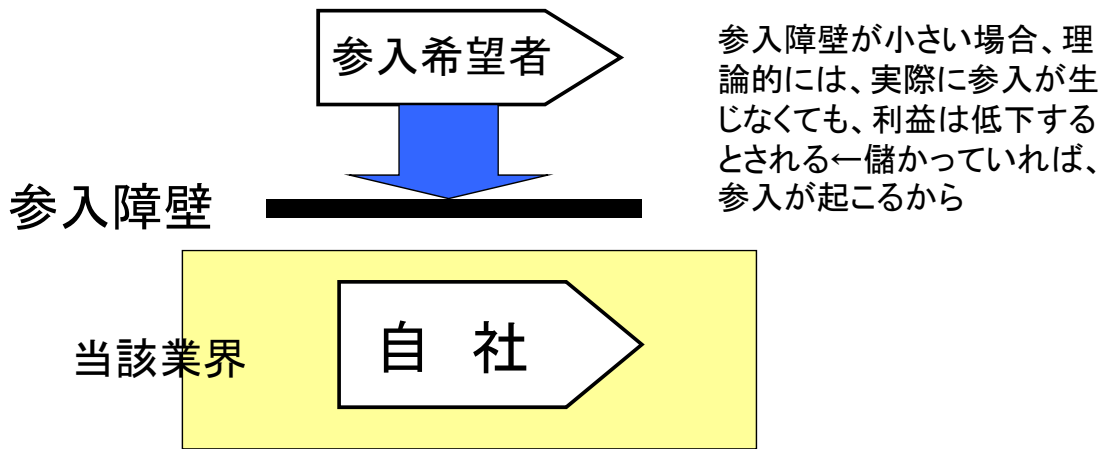 参入希望者
参入障壁が小さい場合、理
論的には、実際に参入が生
じなくても、利益は低下する
とされる←儲かっていれば、
参入が起こるから
参入障壁
当該業界
自　社